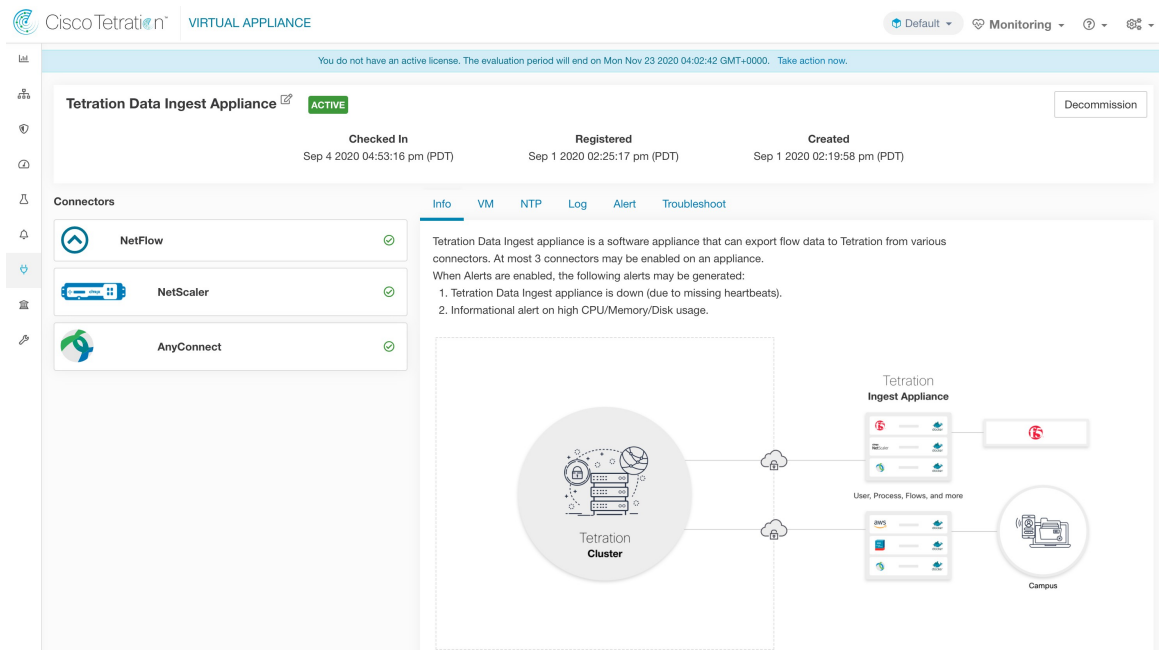 Cisco Tetration™
VIRTUAL APPLIANCE
Default
Monitoring
You do not have an active license. The evaluation period will end on Mon Nov 23 2020 04:02:42 GMT+0000. Take action now.
Tetration Data Ingest Appliance
ACTIVE
Decommission
Checked In
Registered
Created
Sep 4 2020 04:53:16 pm (PDT)
Sep 1 2020 02:25:17 pm (PDT)
Sep 1 2020 02:19:58 pm (PDT)
Connectors
NetFlow
NetScaler
AnyConnect
Info
VM
NTP
Log
Alert
Troubleshoot
Tetration Data Ingest appliance is a software appliance that can export flow data to Tetration from various
connectors. At most 3 connectors may be enabled on an appliance.
When Alerts are enabled, the following alerts may be generated:
1. Tetration Data Ingest appliance is down (due to missing heartbeats).
2. Informational alert on high CPU/Memory/Disk usage.
Tetration
Cluster
Tetration
Ingest Appliance
NetScaler
User, Process, Flows, and more
aws
Campus